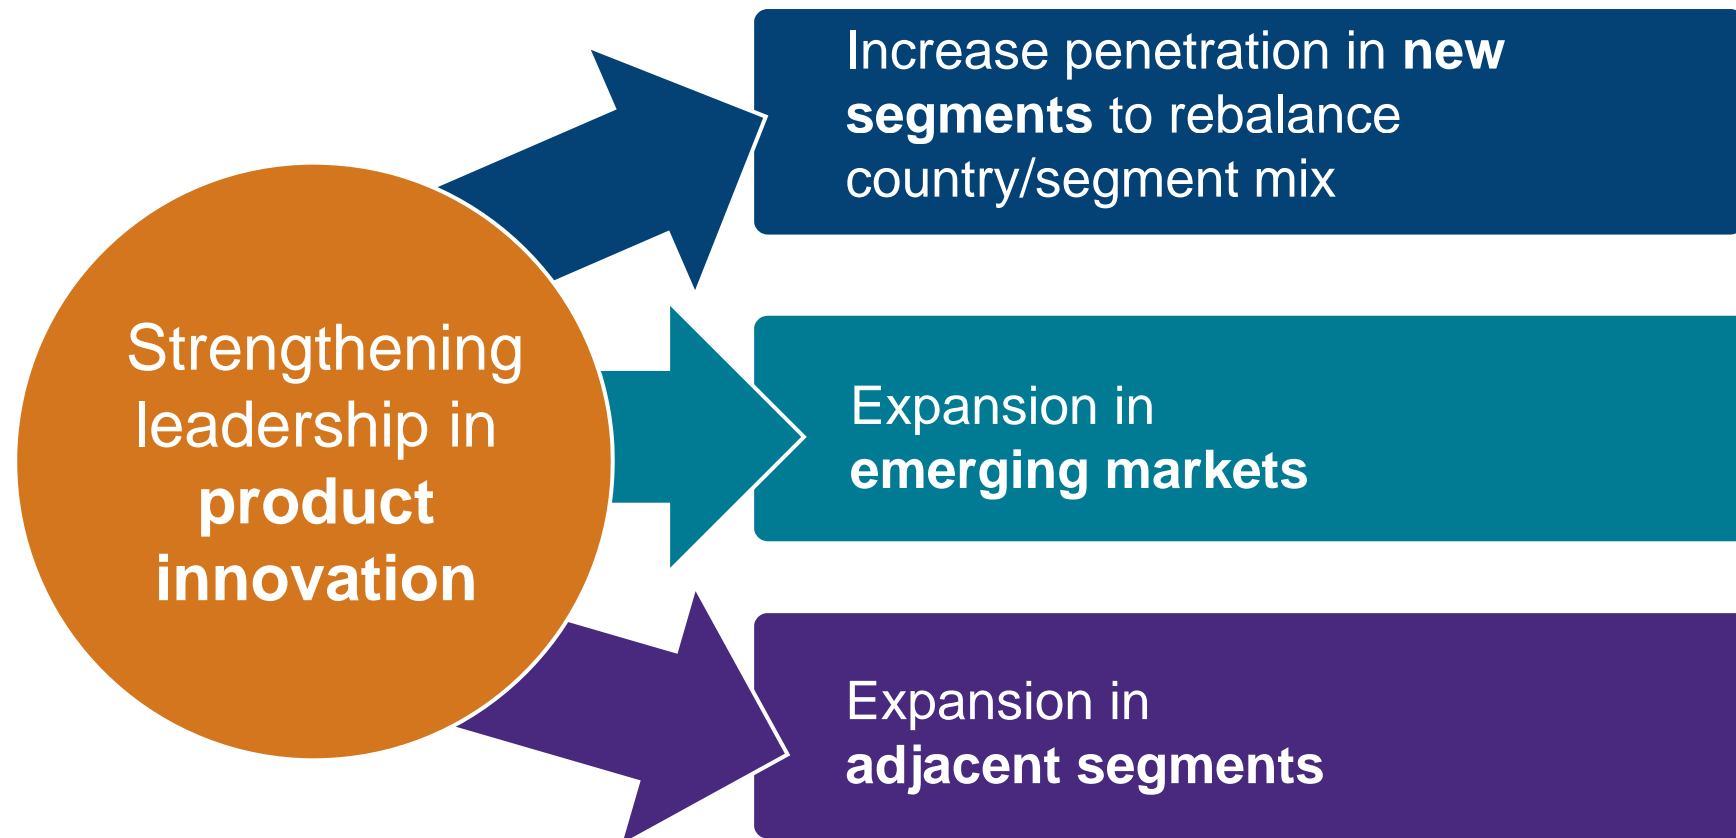 Strengthening
leadership in
product
innovation
Increase penetration in new
segments to rebalance
country/segment mix
Expansion in
emerging markets
Expansion in
adjacent segments